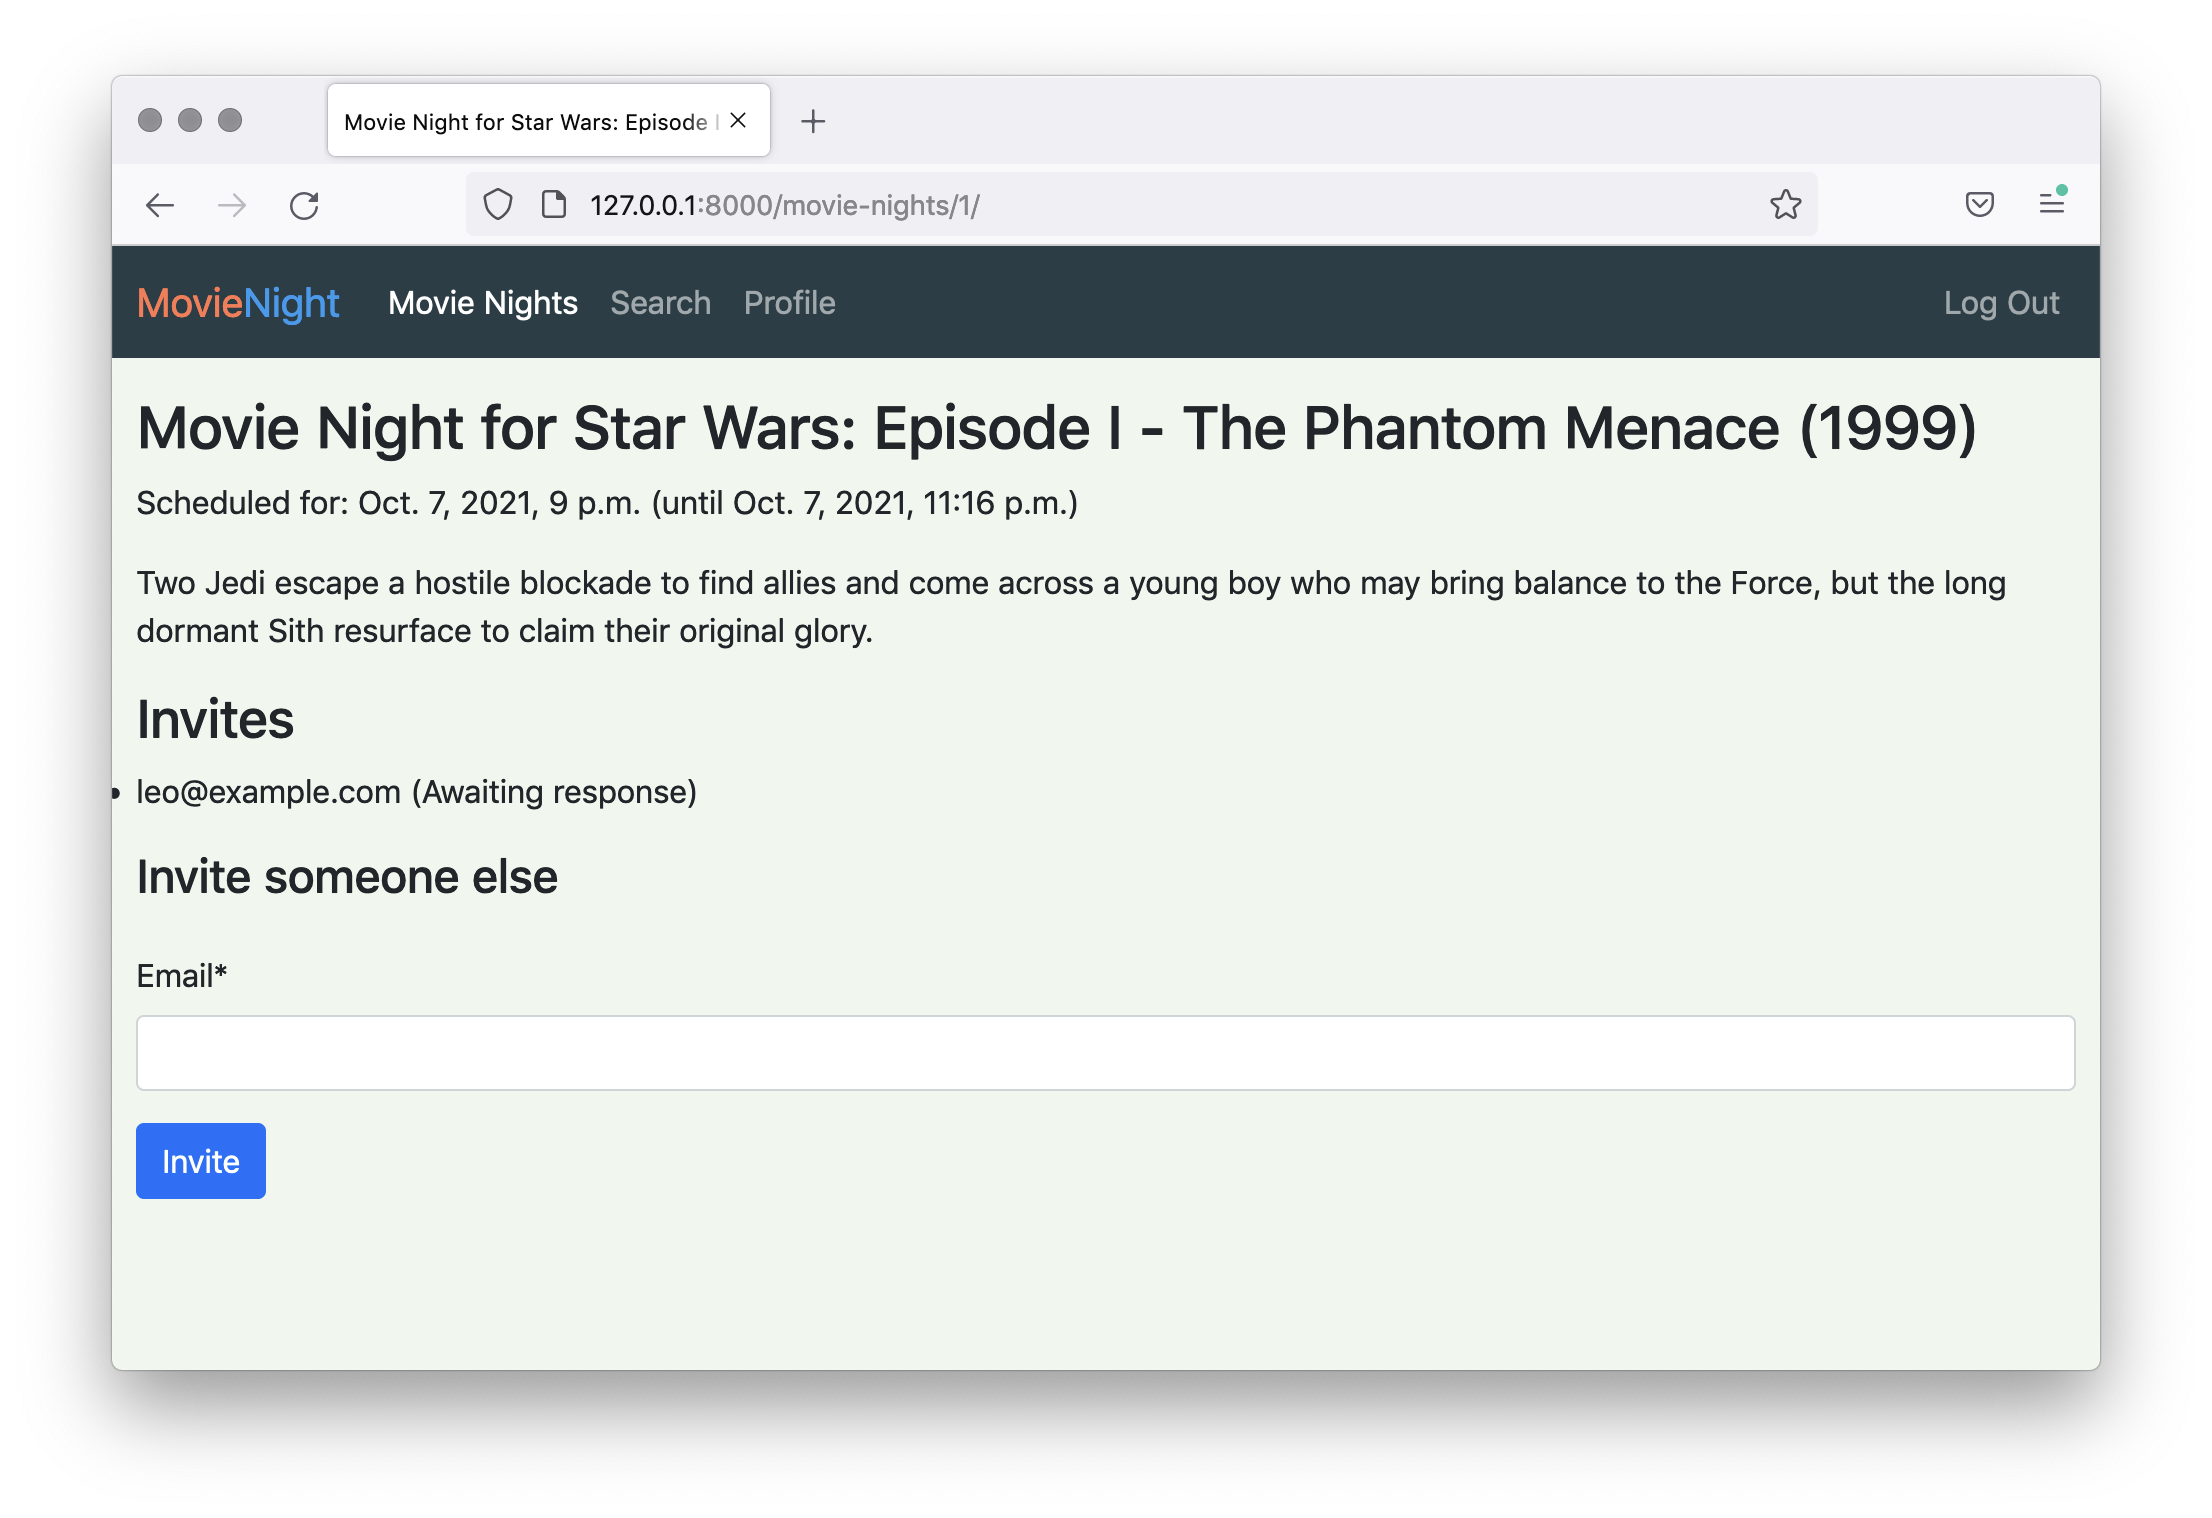 Movie Night for Star Wars: Episode
127.0.0.1:8000/movie-nights/1/
MovieNight Movie Nights Search Profile Log Out
Movie Night for Star Wars: Episode I - The Phantom Menace (1999)
Scheduled for: Oct. 7, 2021, 9 p.m. (until Oct. 7, 2021, 11:16 p.m.)
Two Jedi escape a hostile blockade to find allies and come across a young boy who may bring balance to the Force, but the long
dormant Sith resurface to claim their original glory.
Invites
• leo@example.com (Awaiting response)
Invite someone else
Email*
Invite